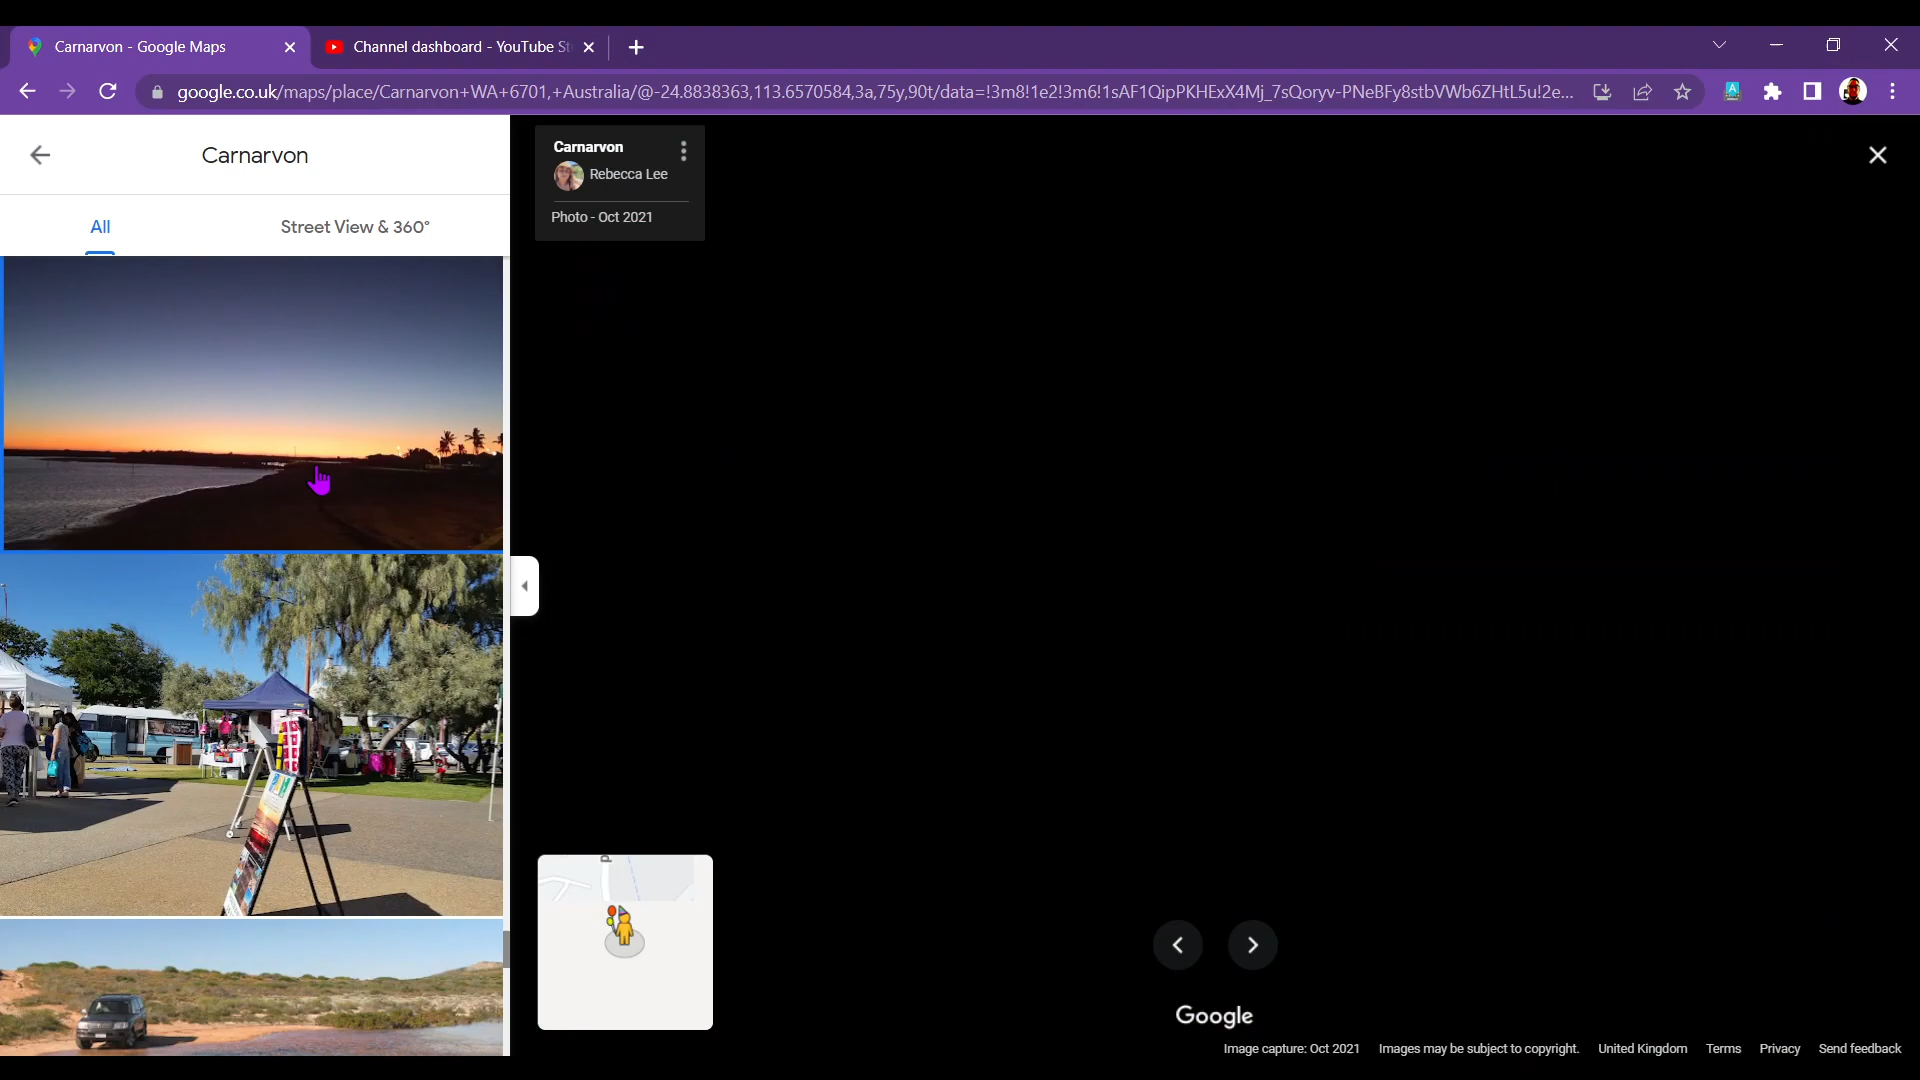 Carnarvon - Google Maps
Channel dashboard - YouTube St
google.co.uk/maps/place/Carnarvon+WA+6701,+Australia/@-24.8838363,113.6570584,3a,75y,90t/data=!3m8!1e2!3m6!1sAF1QipPKHExX4Mj_7sQoryv-PNeBFy8stbVWb6ZHtL5u!2e...
Carnarvon
All
Street View & 360°
Carnarvon
Rebecca Lee
Photo - Oct 2021
Google
Image capture: Oct 2021
Images may be subject to copyright.
United Kingdom
Terms
Privacy
Send feedback